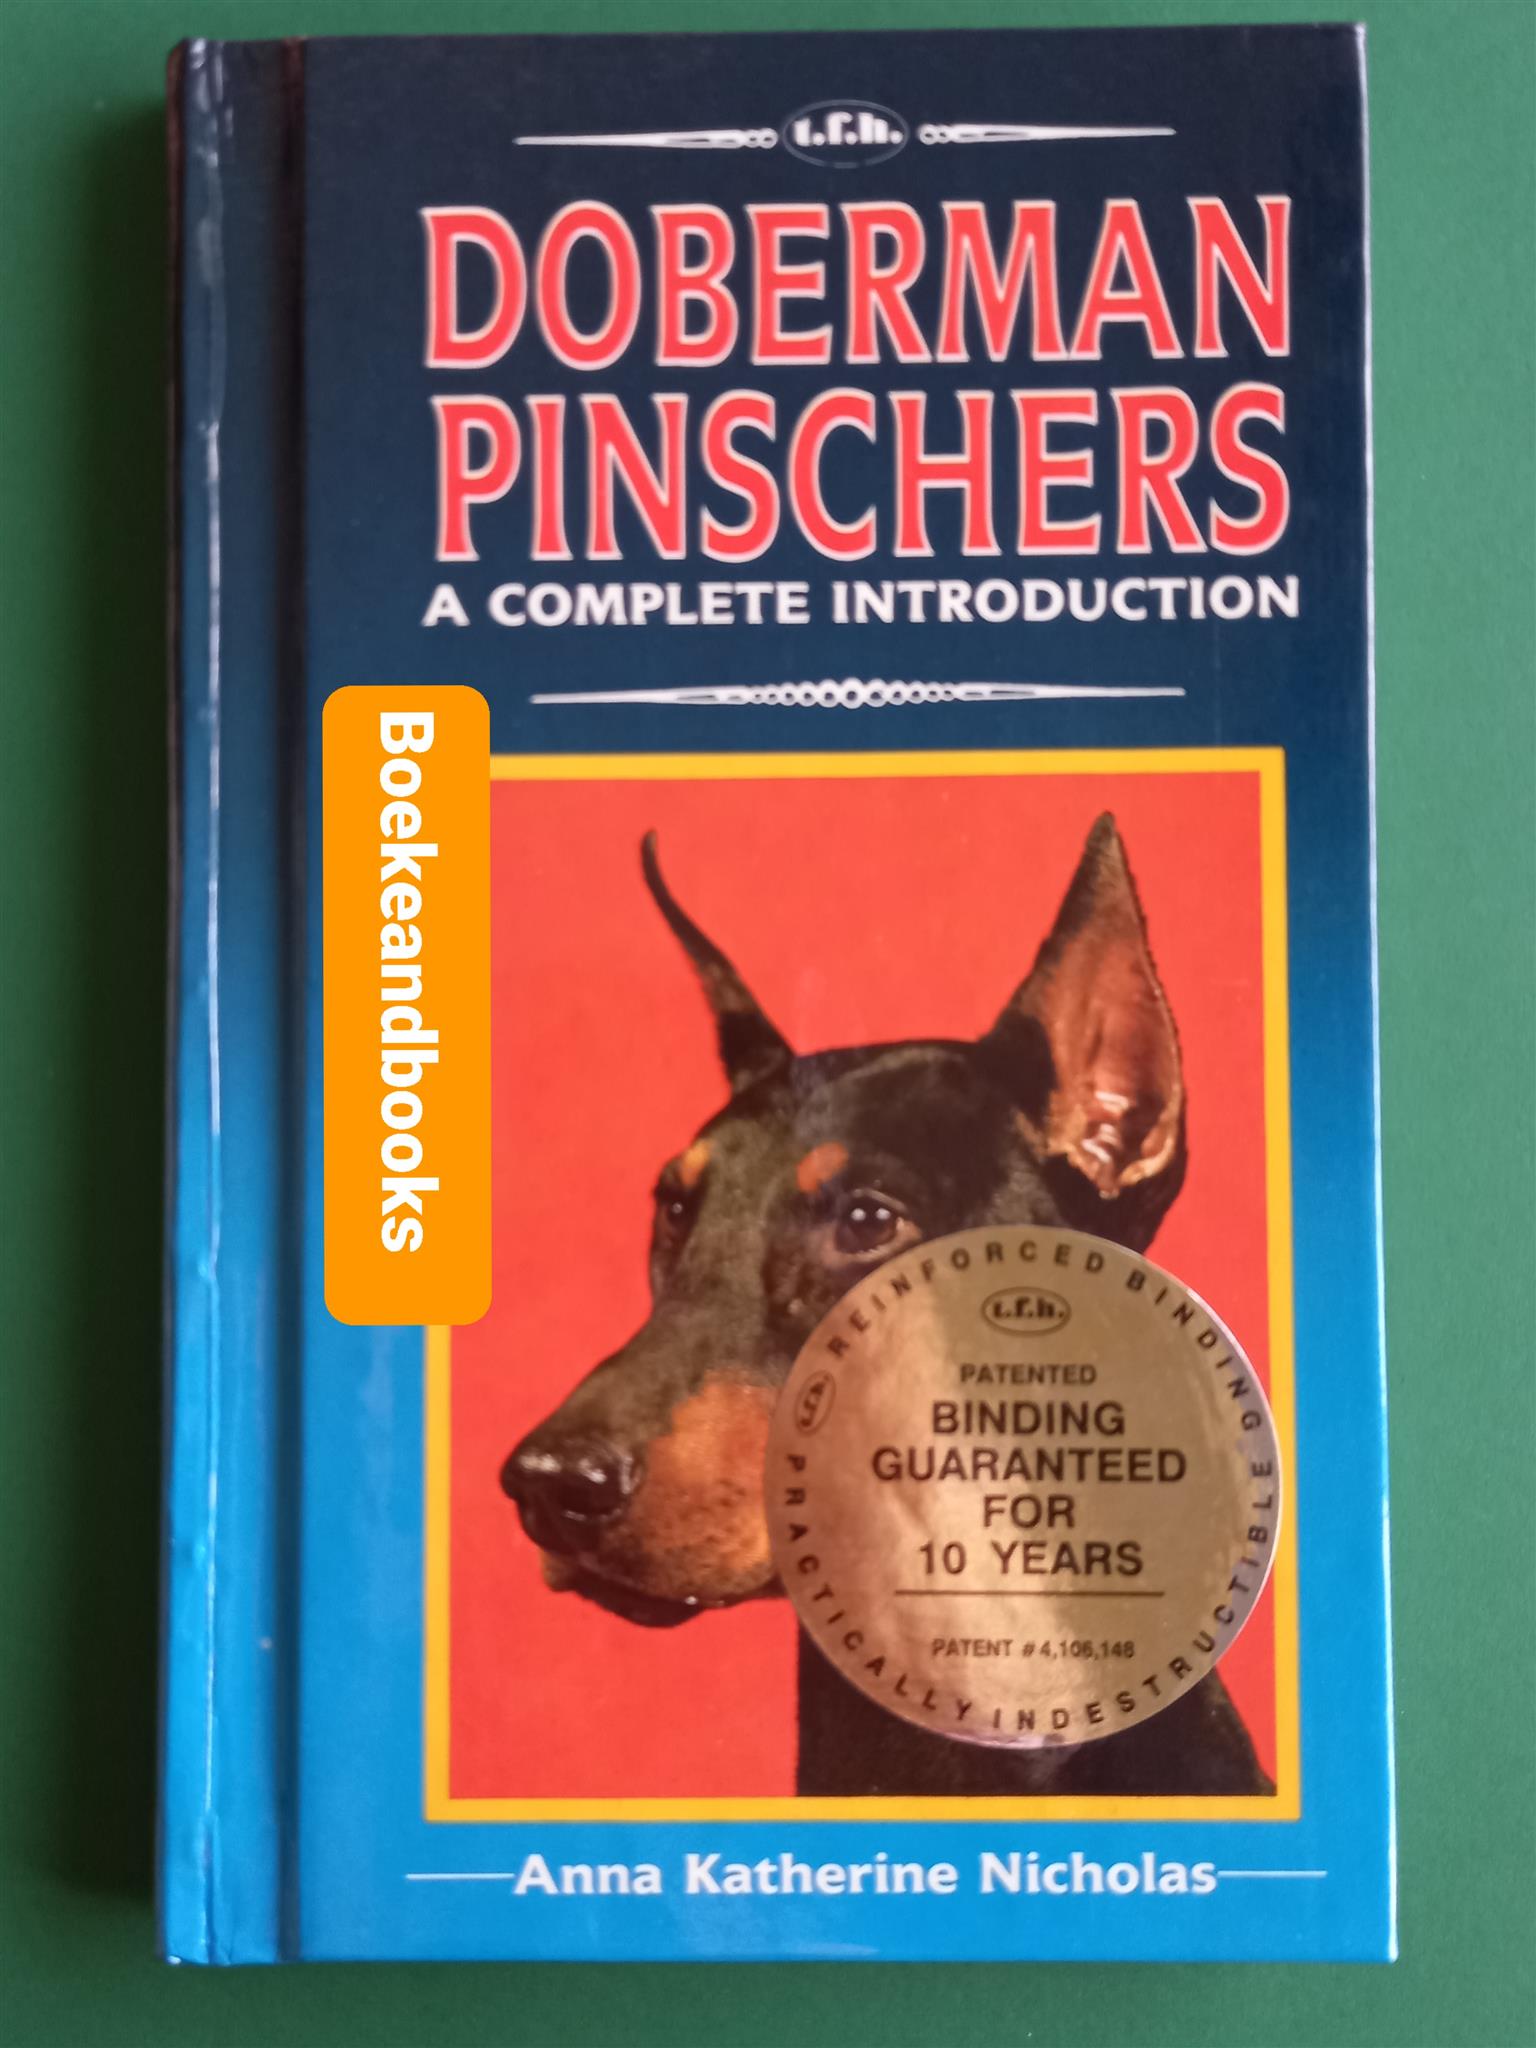 t.f.h.
DOBERMAN
PINSCHERS
A COMPLETE INTRODUCTION
Boekeandbooks
REINFORCED BINDING
t.f.h.
t.f.h.
PATENTED
BINDING
GUARANTEED
FOR
10 YEARS
PATENT # 4,106,148
PRACTICALLY INDESTRUCTIBLE
Anna Katherine Nicholas